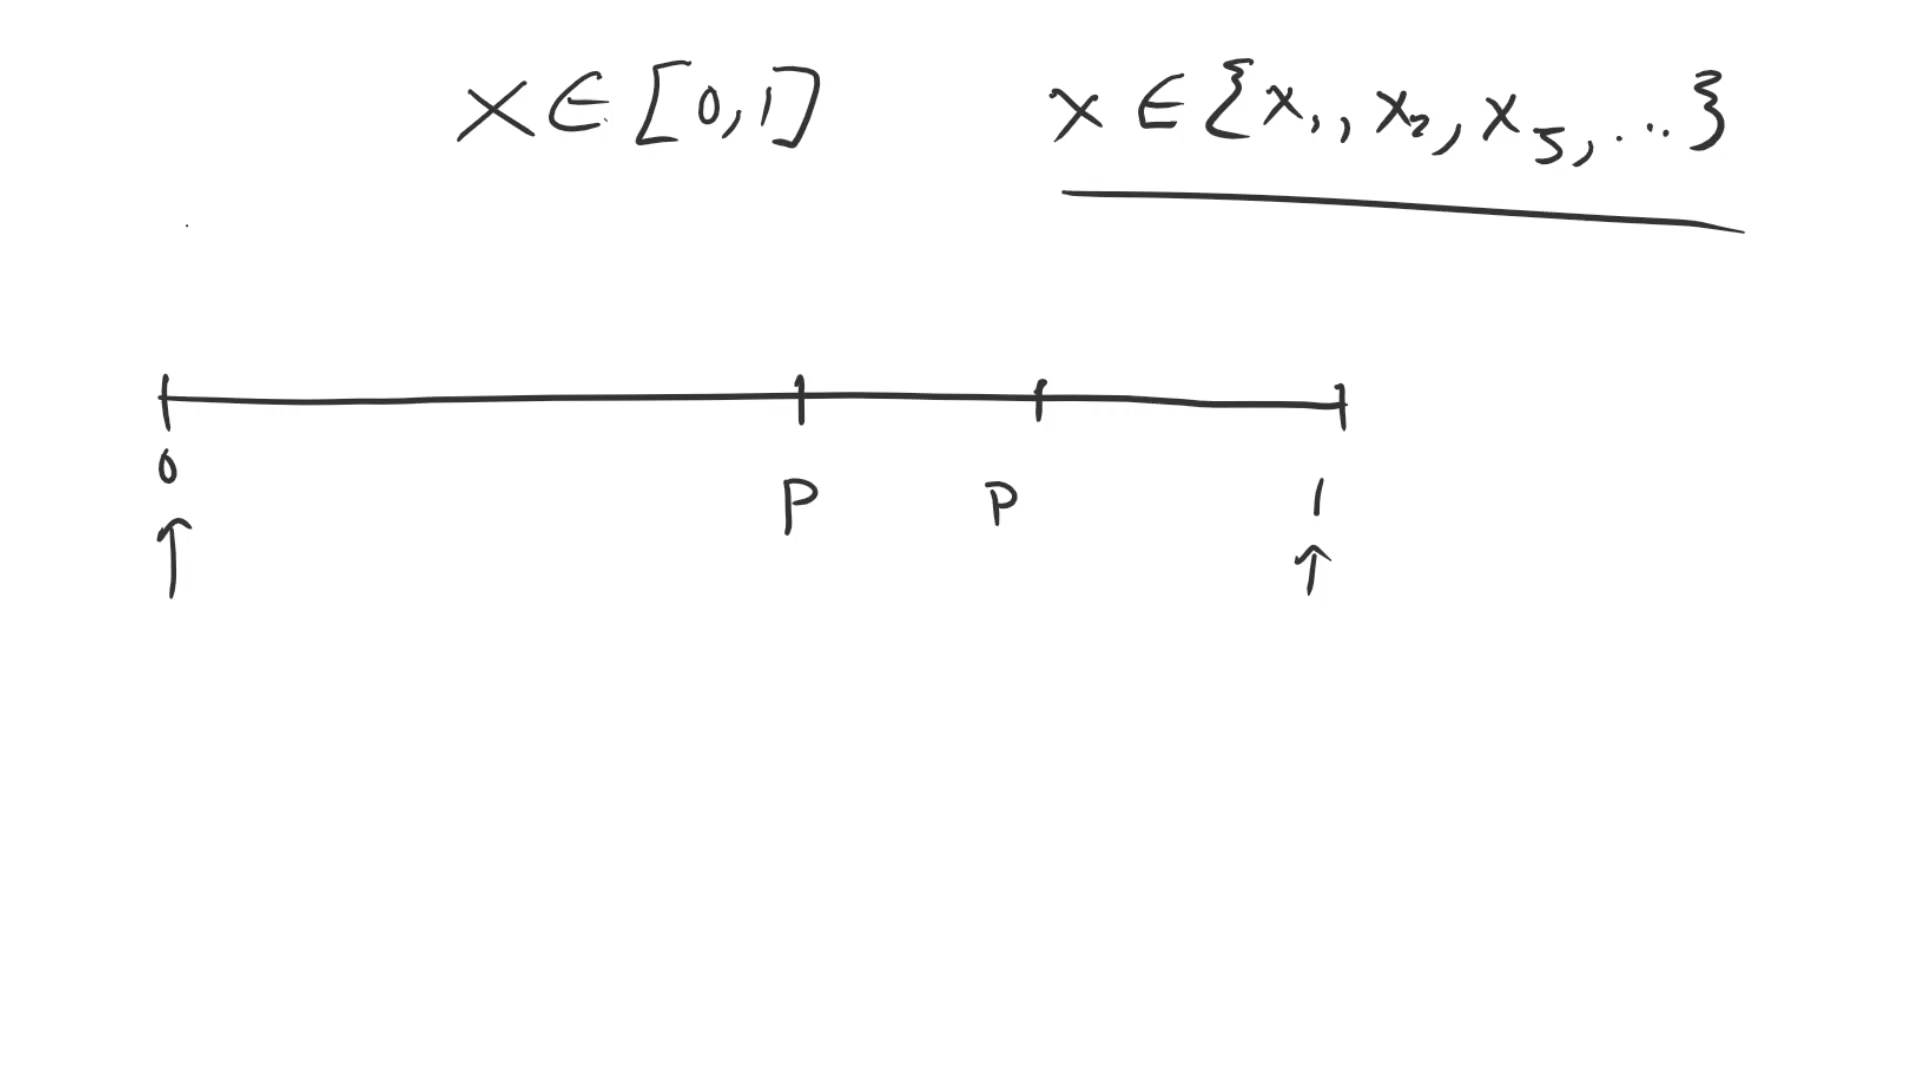 x ∈ [0,1] x ∈ {x₁, x₂, x₃, ...}
0 P P 1